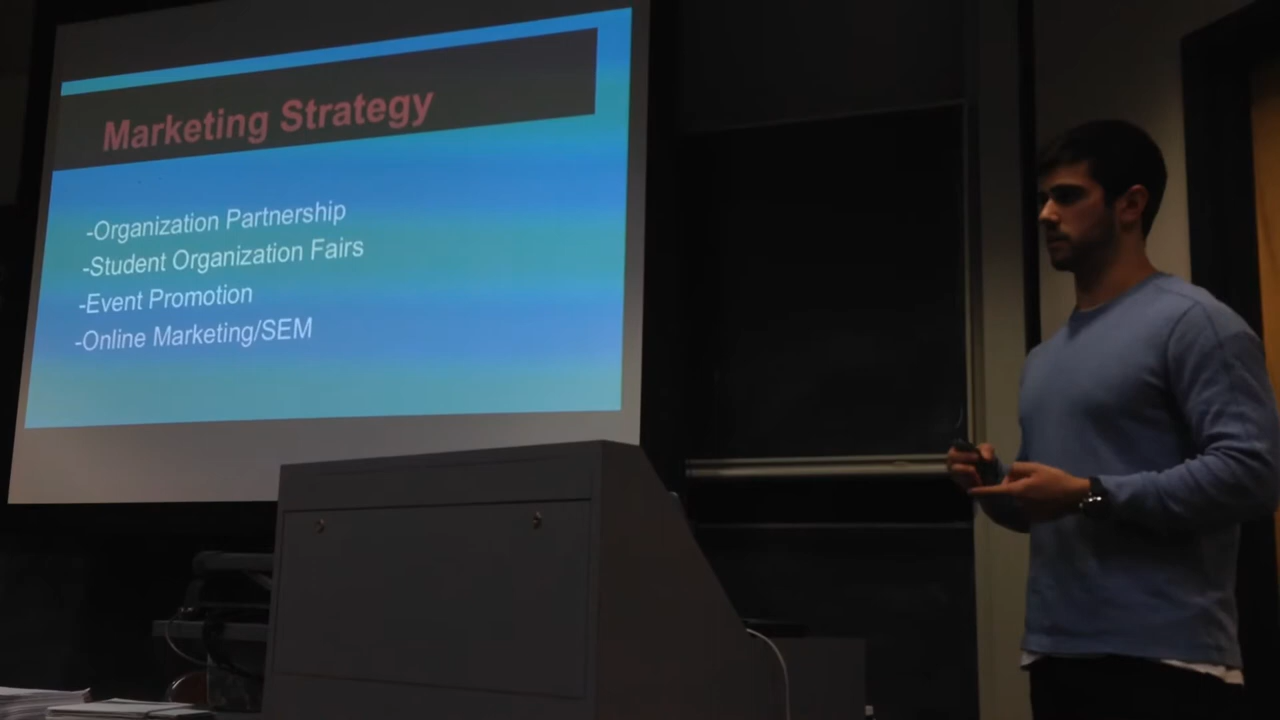 Marketing Strategy
-Organization Partnership
-Student Organization Fairs
-Event Promotion
-Online Marketing/SEM